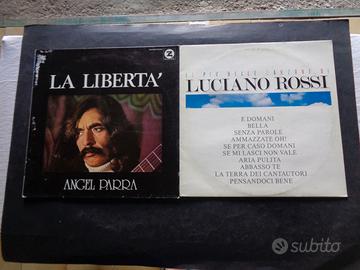 LA LIBERTA'
ANGEL PARRA
LE PIÙ BELLE CANZONI DI
LUCIANO ROSSI
E DOMANI
BELLA
SENZA PAROLE
AMMAZZATE OH!
SE PER CASO DOMANI
SE MI LASCI NON VALE
ARIA PULITA
ABBASSO TE
LA TERRA DEI CANTAUTORI
PENSANDOCI BENE
subito